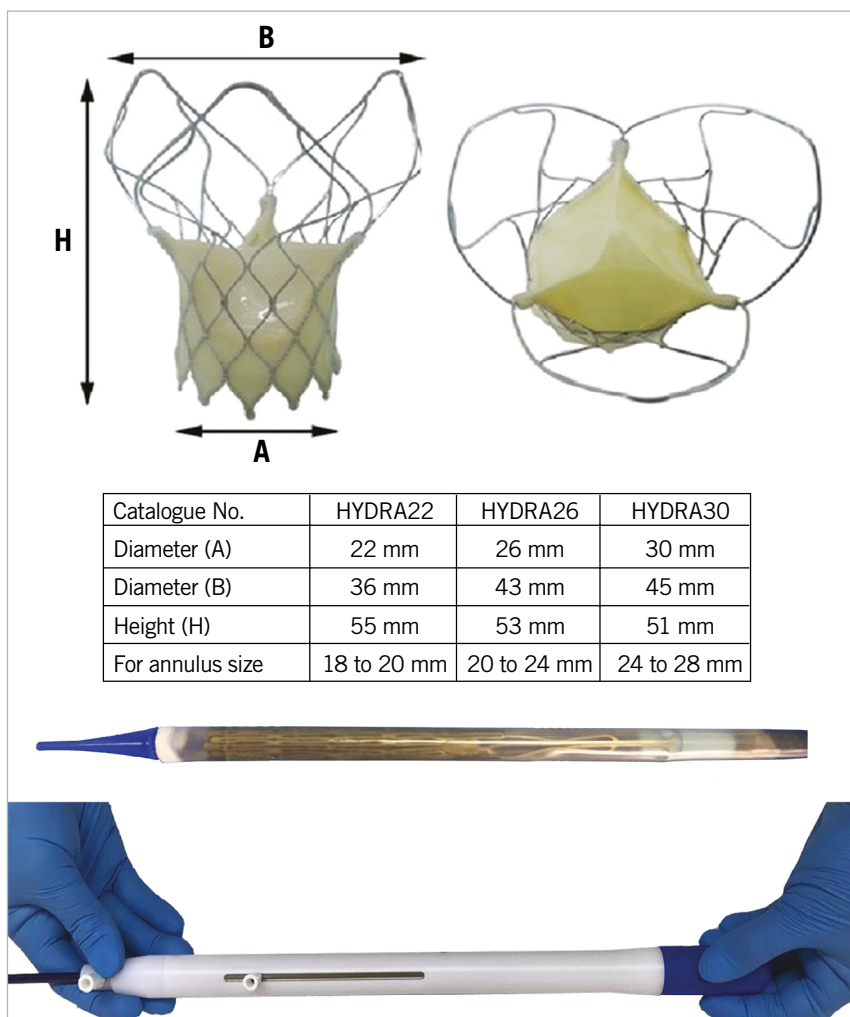 B
H
A
Catalogue No. HYDRA22 HYDRA26 HYDRA30
Diameter (A) 22 mm 26 mm 30 mm
Diameter (B) 36 mm 43 mm 45 mm
Height (H) 55 mm 53 mm 51 mm
For annulus size 18 to 20 mm 20 to 24 mm 24 to 28 mm